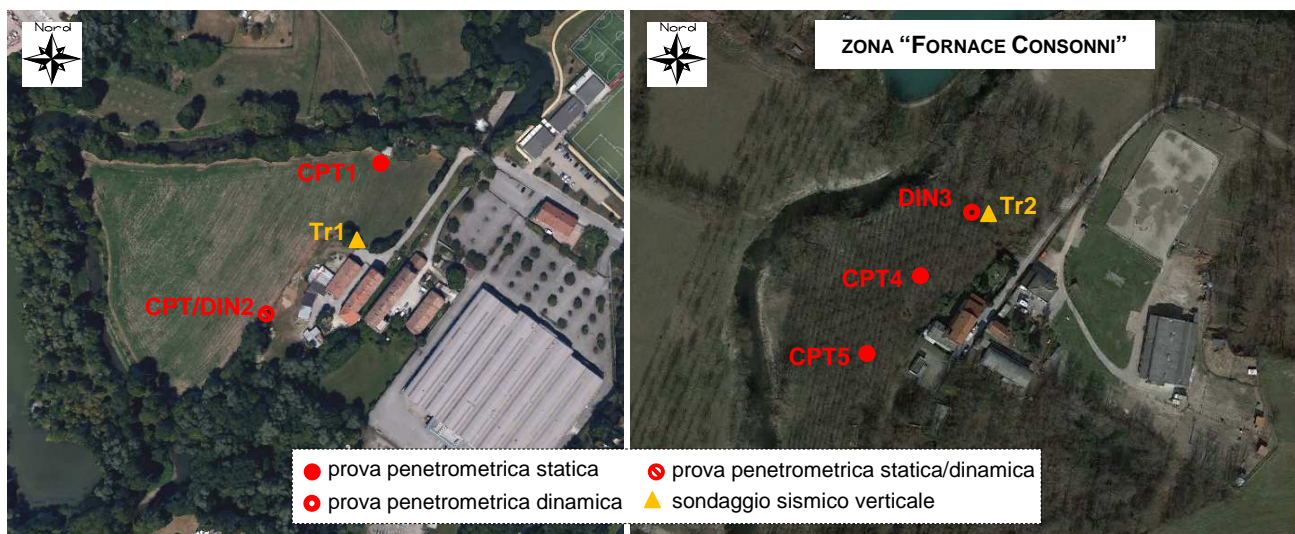 Nord
CPT1
Tr1
CPT/DIN2
Nord
ZONA “FORNACE CONSONNI”
DIN3
Tr2
CPT4
CPT5
prova penetrometrica statica
prova penetrometrica dinamica
prova penetrometrica statica/dinamica
sondaggio sismico verticale